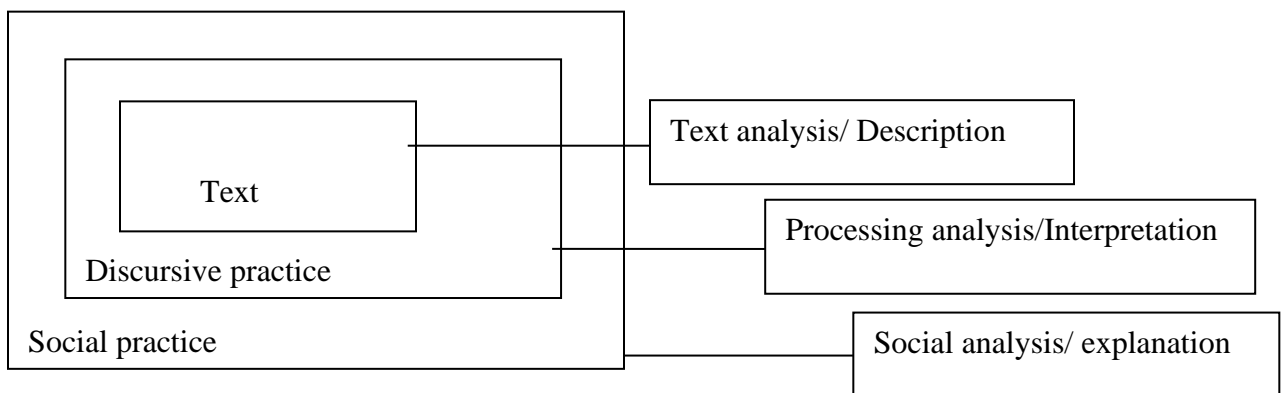 Text analysis/ Description
Text
Processing analysis/Interpretation
Discursive practice
Social practice
Social analysis/ explanation